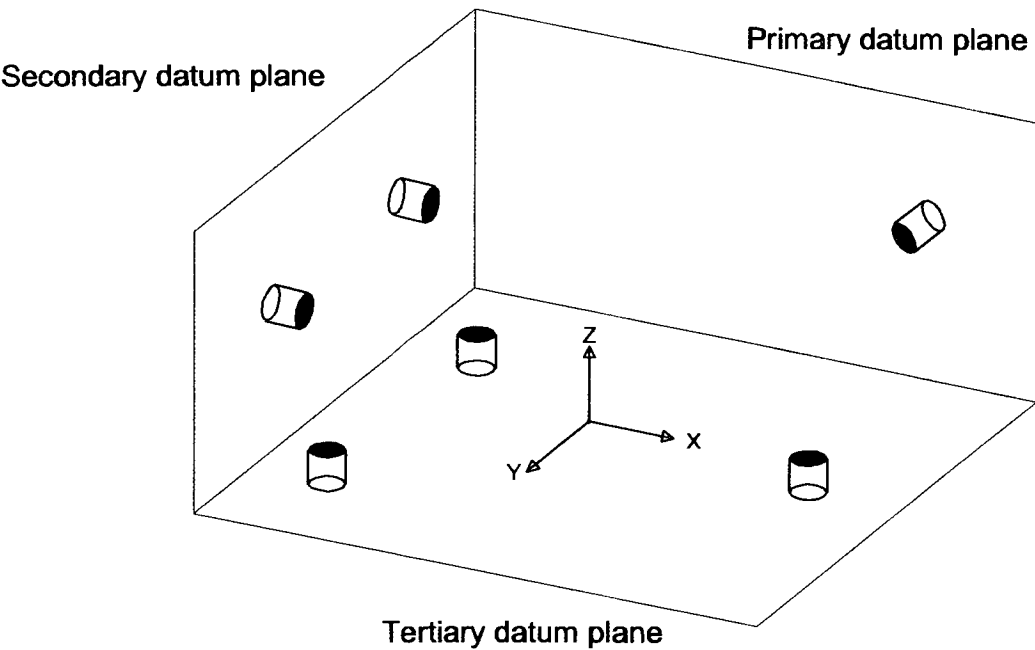 Primary datum plane
Secondary datum plane
Z
X
Y
Tertiary datum plane